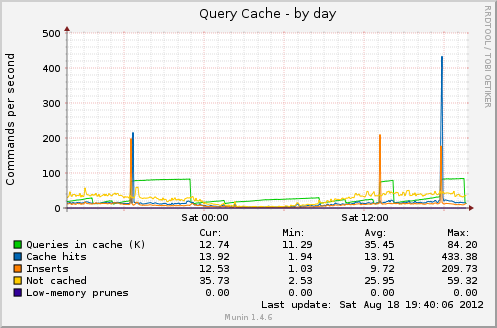 Query Cache - by day
RRDTOOL / TOBI OETIKER
Commands per second
500
400
300
200
100
0
Sat 00:00 Sat 12:00
Cur: Min: Avg: Max:
Queries in cache (K) 12.74 11.29 35.45 84.20
Cache hits 13.92 1.94 13.91 433.38
Inserts 12.53 1.03 9.72 209.73
Not cached 35.73 2.53 25.95 59.32
Low-memory prunes 0.00 0.00 0.00 0.00
Last update: Sat Aug 18 19:40:06 2012
Munin 1.4.6